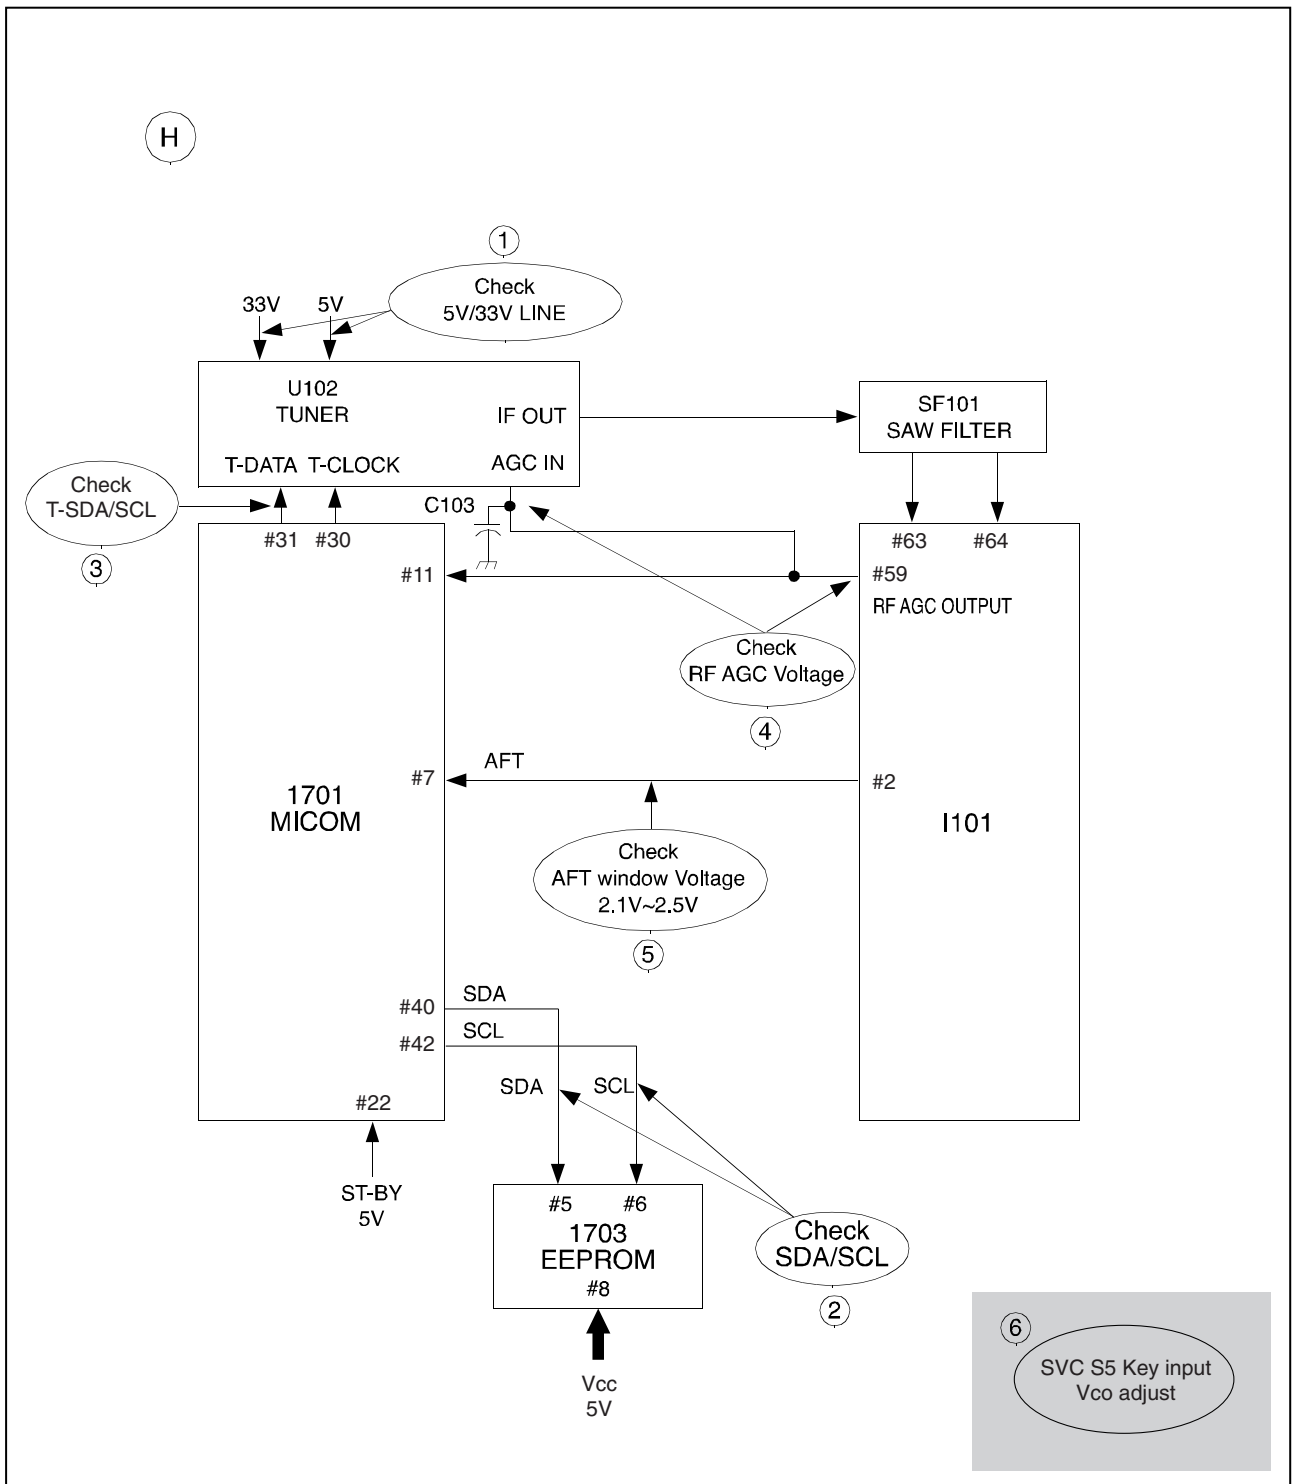 H
1
Check
5V/33V LINE
33V 5V
U102
TUNER
IF OUT
T-DATA T-CLOCK
AGC IN
SF101
SAW FILTER
Check
T-SDA/SCL
3
C103
#31 #30
#11
#63 #64
#59
RF AGC OUTPUT
Check
RF AGC Voltage
4
AFT
#7
#2
1701
MICOM
I101
Check
AFT window Voltage
2.1V~2.5V
5
#40
SDA
#42
SCL
SDA
SCL
#22
ST-BY
5V
#5 #6
1703
EEPROM
#8
Check
SDA/SCL
2
Vcc
5V
6
SVC S5 Key input
Vco adjust